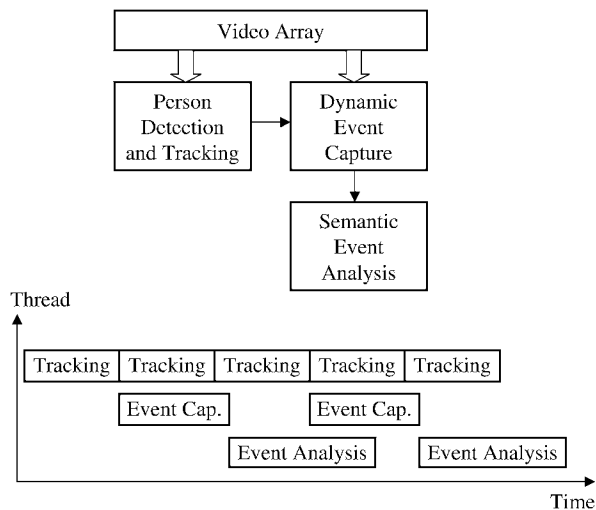 Video Array
Person
Detection
and Tracking
Dynamic
Event
Capture
Semantic
Event
Analysis
Thread
Tracking Tracking Tracking Tracking Tracking
Event Cap. Event Cap.
Event Analysis Event Analysis
Time